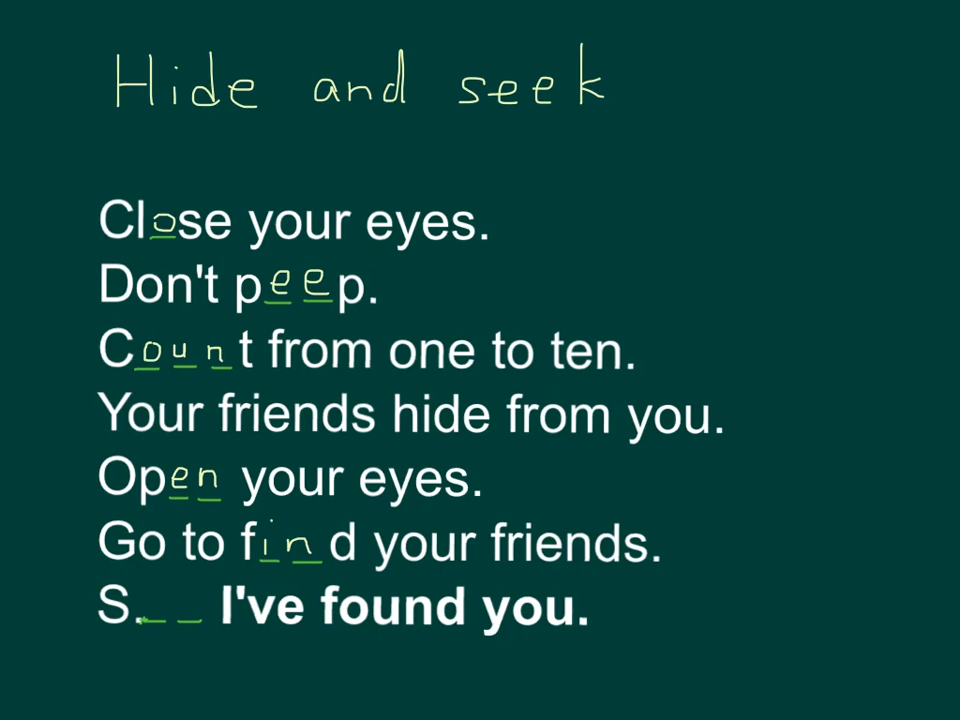 Hide and seek
Close your eyes.
Don't peep.
Count from one to ten.
Your friends hide from you.
Open your eyes.
Go to find your friends.
S._ _ I've found you.